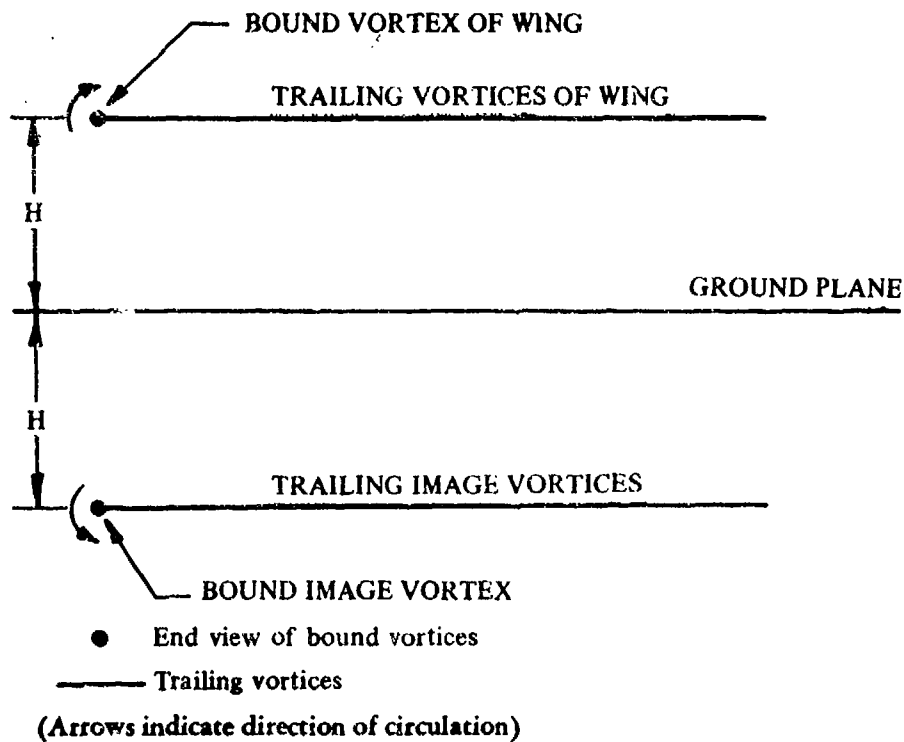 BOUND VORTEX OF WING
TRAILING VORTICES OF WING
H
GROUND PLANE
H
TRAILING IMAGE VORTICES
BOUND IMAGE VORTEX
End view of bound vortices
Trailing vortices
(Arrows indicate direction of circulation)